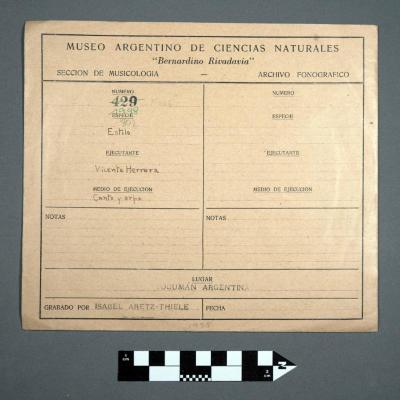 MUSEO ARGENTINO DE CIENCIAS NATURALES
"Bernardino Rivadavia"
SECCION DE MUSICOLOGIA — ARCHIVO FONOGRAFICO
NUMERO
429
ESPECIE
Estilo
EJECUTANTE
Vicente Herrera
MEDIO DE EJECUCION
Canto y arpa
NOTAS
NUMERO
ESPECIE
EJECUTANTE
MEDIO DE EJECUCION
NOTAS
LUGAR
TUCUMÁN ARGENTINA
GRABADO POR ISABEL ARETZ-THIELE
FECHA